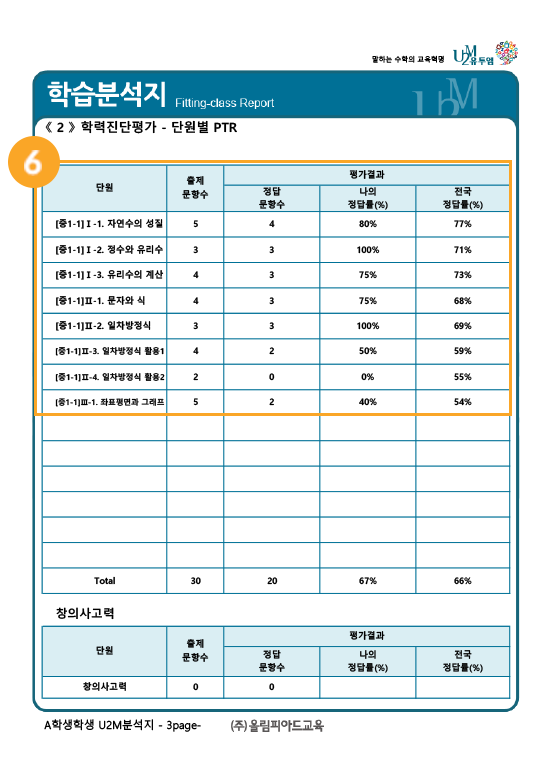 말하는 수학의 교육혁명 U2M 유투엠
학습분석지 Fitting-class Report U2M
《 2 》 학력진단평가 - 단원별 PTR
6
단원 출제 문항수 평가결과
정답 문항수 나의 정답률(%) 전국 정답률(%)
[중1-1] Ⅰ-1. 자연수의 성질 5 4 80% 77%
[중1-1] Ⅰ-2. 정수와 유리수 3 3 100% 71%
[중1-1] Ⅰ-3. 유리수의 계산 4 3 75% 73%
[중1-1]Ⅱ-1. 문자와 식 4 3 75% 68%
[중1-1]Ⅱ-2. 일차방정식 3 3 100% 69%
[중1-1]Ⅱ-3. 일차방정식 활용1 4 2 50% 59%
[중1-1]Ⅱ-4. 일차방정식 활용2 2 0 0% 55%
[중1-1]Ⅲ-1. 좌표평면과 그래프 5 2 40% 54%
Total 30 20 67% 66%
창의사고력
단원 출제 문항수 평가결과
정답 문항수 나의 정답률(%) 전국 정답률(%)
창의사고력 0 0
A학생학생 U2M분석지 - 3page- (주)올림피아드교육